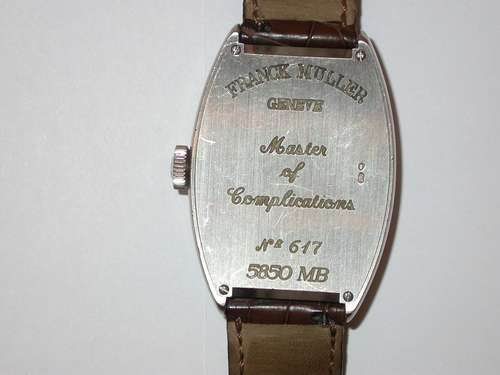 FRANCK MULLER
GENEVE
Master
of
Complications
Nº 617
5850 MB